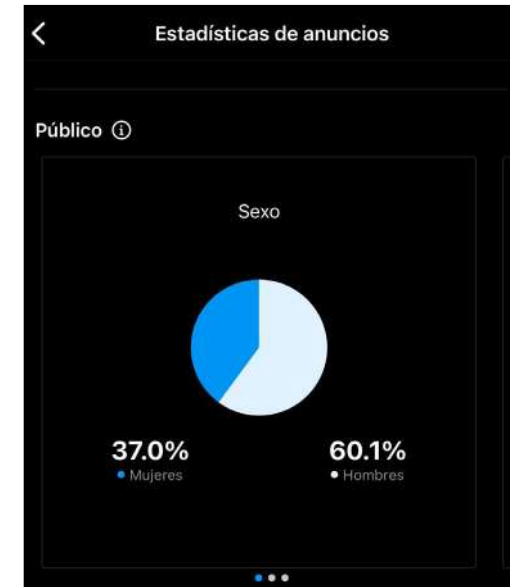 Estadísticas de anuncios
Público
Sexo
37.0% 60.1%
Mujeres Hombres